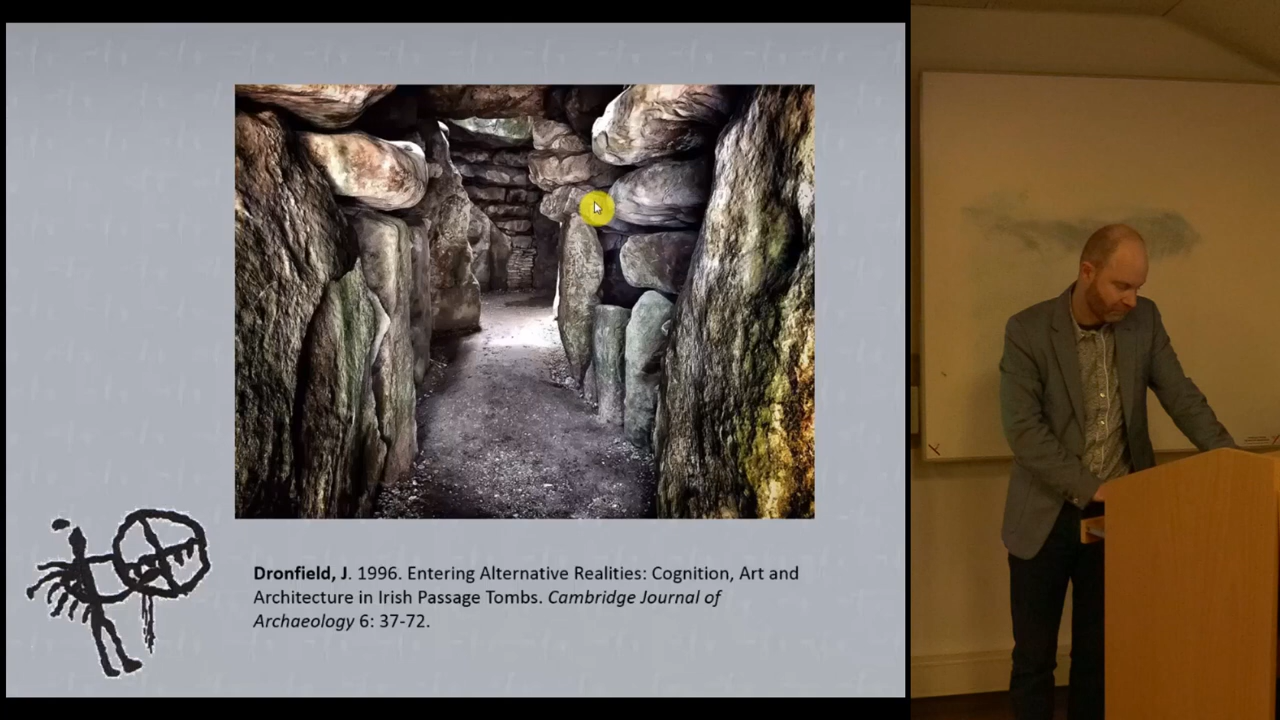 Dronfield, J. 1996. Entering Alternative Realities: Cognition, Art and
Architecture in Irish Passage Tombs. Cambridge Journal of
Archaeology 6: 37-72.